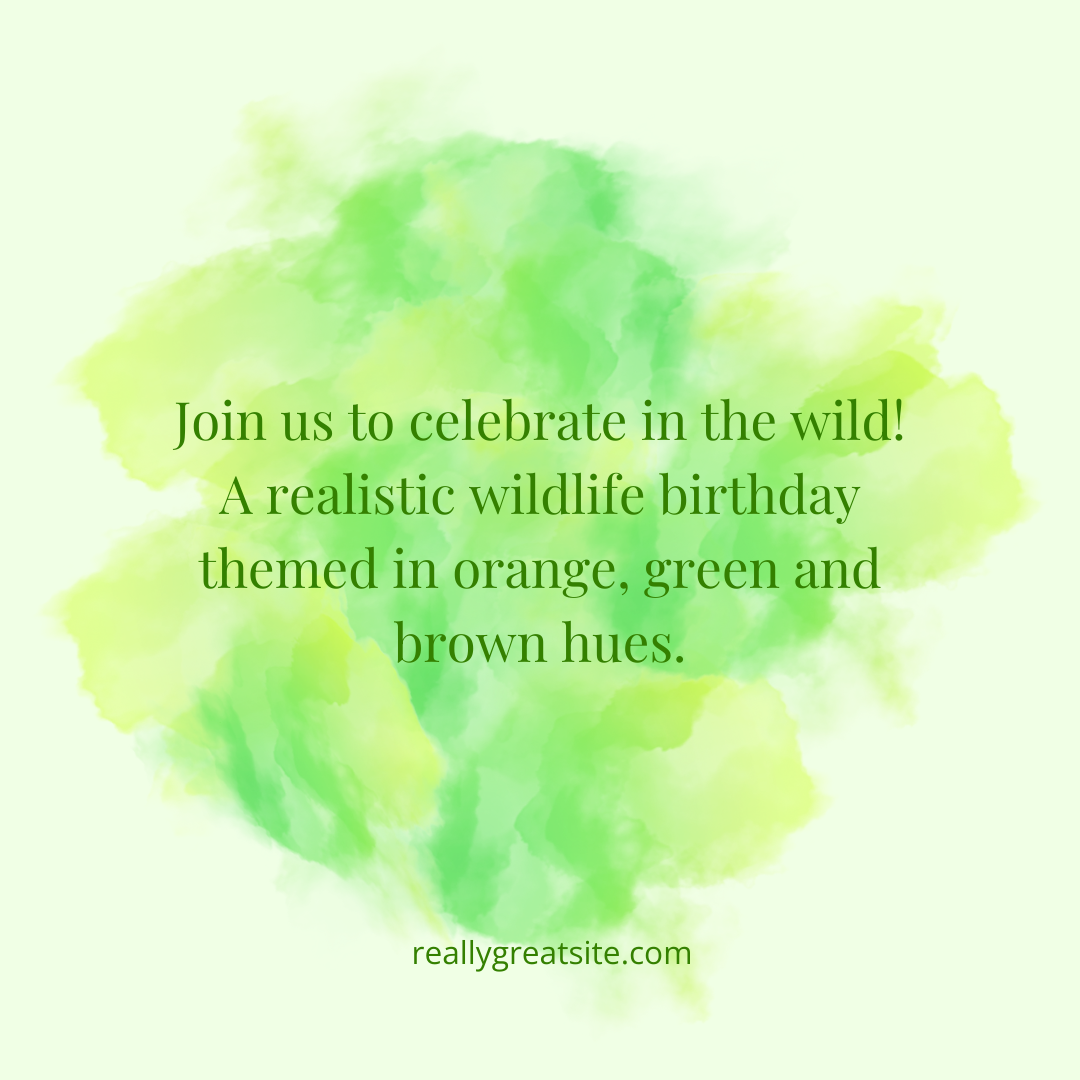 Join us to celebrate in the wild!
A realistic wildlife birthday
themed in orange, green and
brown hues.
reallygreatsite.com